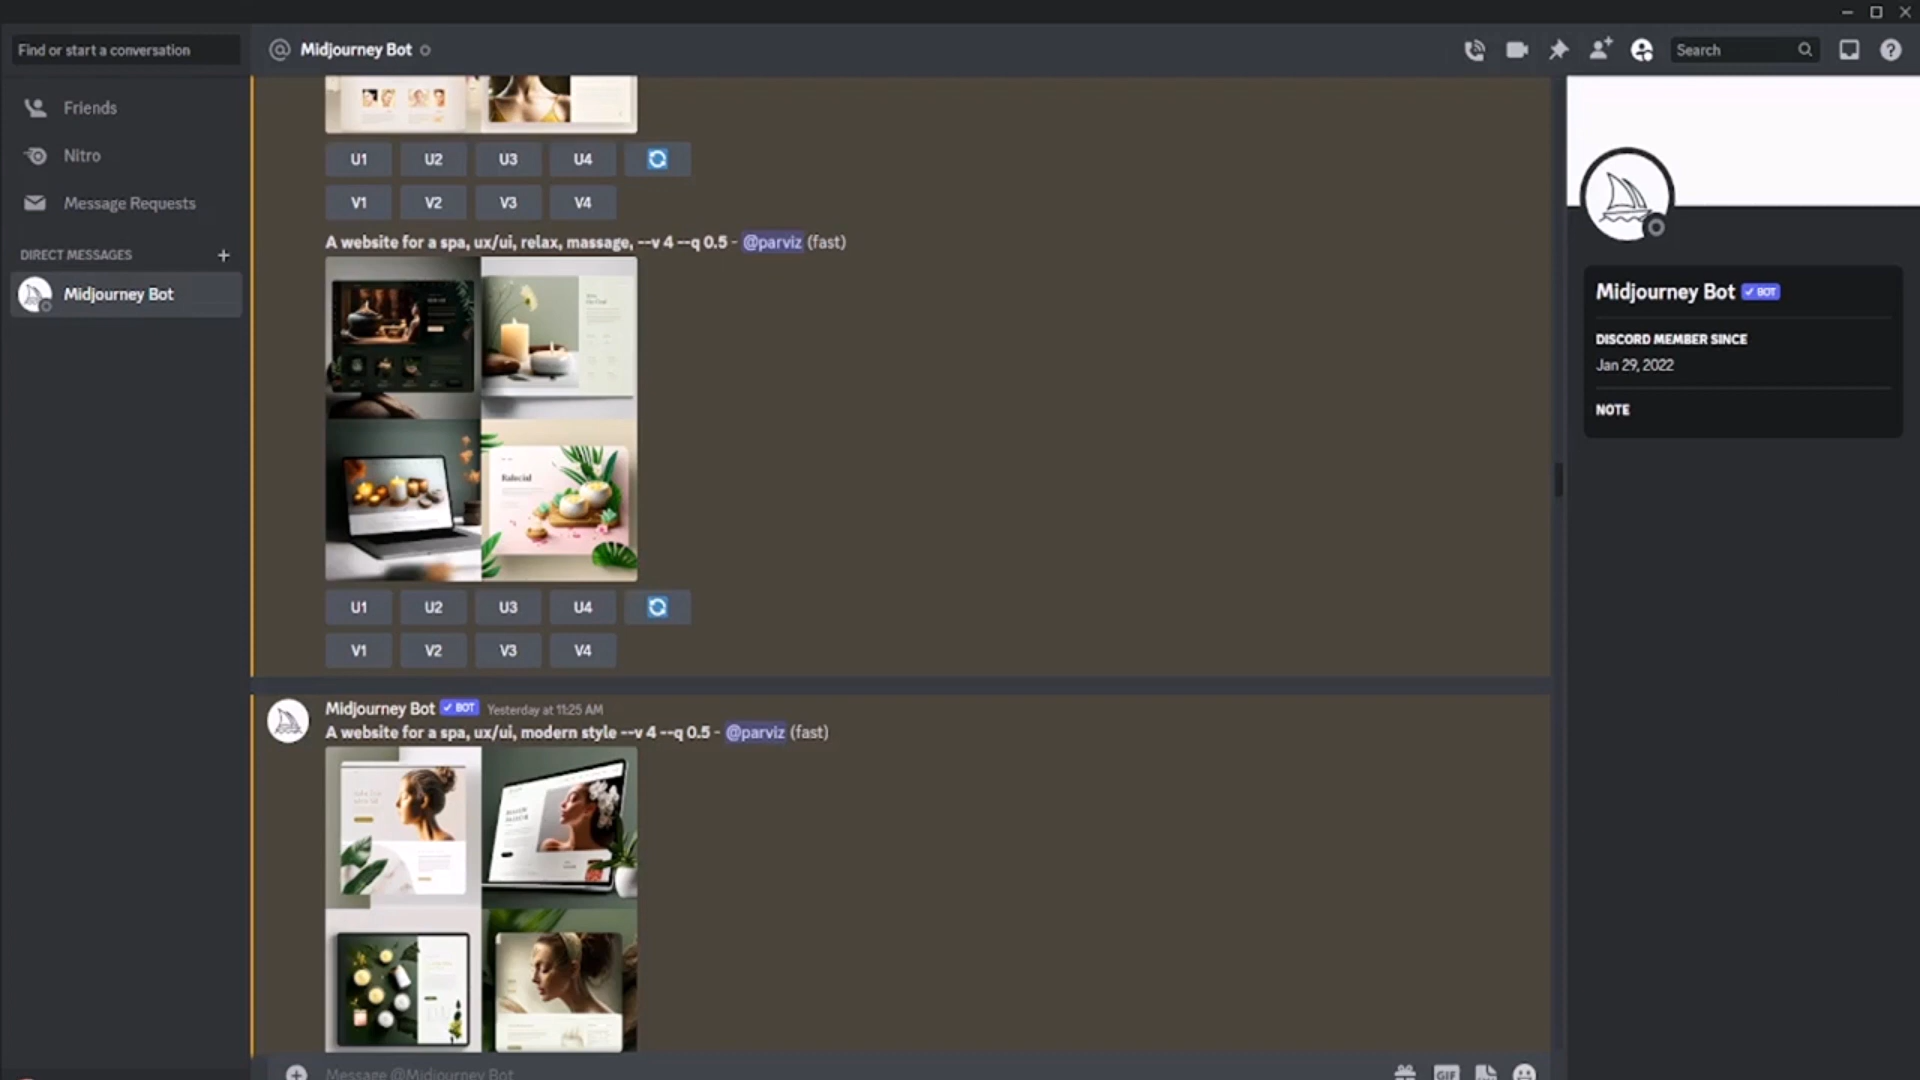 Find or start a conversation
Midjourney Bot
Search
Friends
Nitro
Message Requests
DIRECT MESSAGES
Midjourney Bot
U1 U2 U3 U4
V1 V2 V3 V4
A website for a spa, ux/ui, relax, massage, --v 4 --q 0.5 - @parviz (fast)
U1 U2 U3 U4
V1 V2 V3 V4
Midjourney Bot BOT Yesterday at 11:25 AM
A website for a spa, ux/ui, modern style --v 4 --q 0.5 - @parviz (fast)
Message @Midjourney Bot
GIF
Midjourney Bot BOT
DISCORD MEMBER SINCE
Jan 29, 2022
NOTE